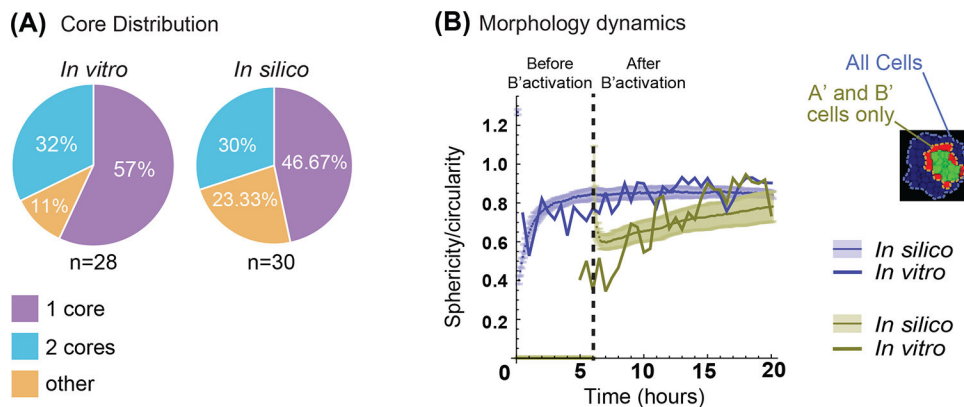 (A) Core Distribution
In vitro
In silico
32%
57%
11%
30%
46.67%
23.33%
n=28
n=30
1 core
2 cores
other
(B) Morphology dynamics
Before
B'activation
After
B'activation
Sphericity/circularity
1.2
1.0
0.8
0.6
0.4
0.2
0
0
5
10
15
20
Time (hours)
All Cells
A' and B'
cells only
In silico
In vitro
In silico
In vitro